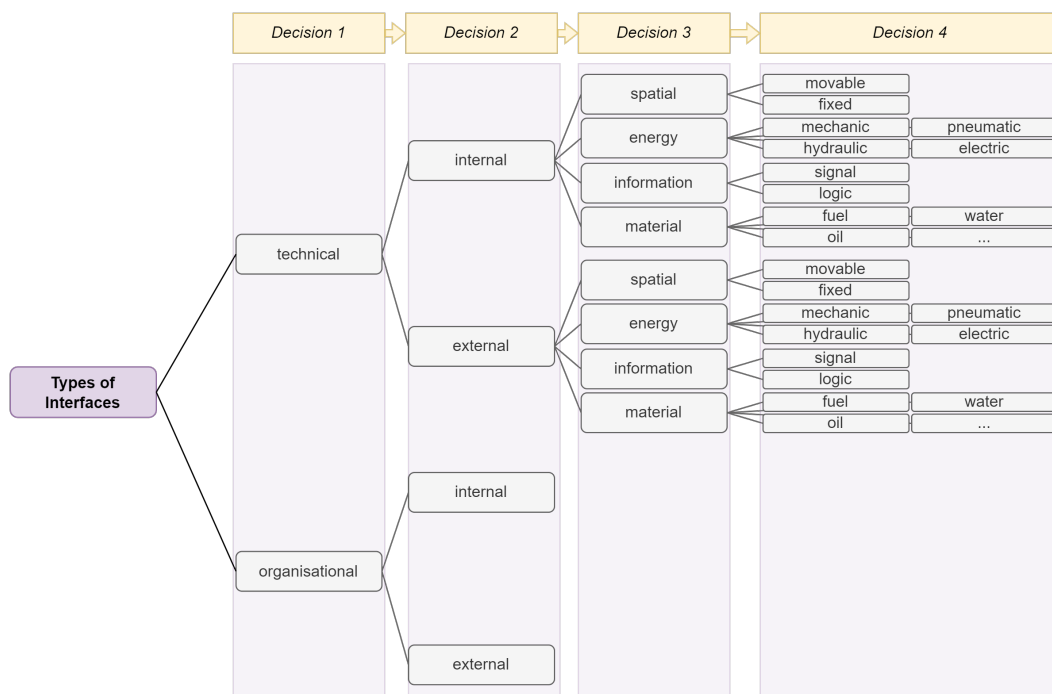 Decision 1
Decision 2
Decision 3
Decision 4
Types of
Interfaces
technical
internal
spatial
movable
fixed
energy
mechanic
pneumatic
hydraulic
electric
information
signal
logic
material
fuel
water
oil
...
external
spatial
movable
fixed
energy
mechanic
pneumatic
hydraulic
electric
information
signal
logic
material
fuel
water
oil
...
organisational
internal
external